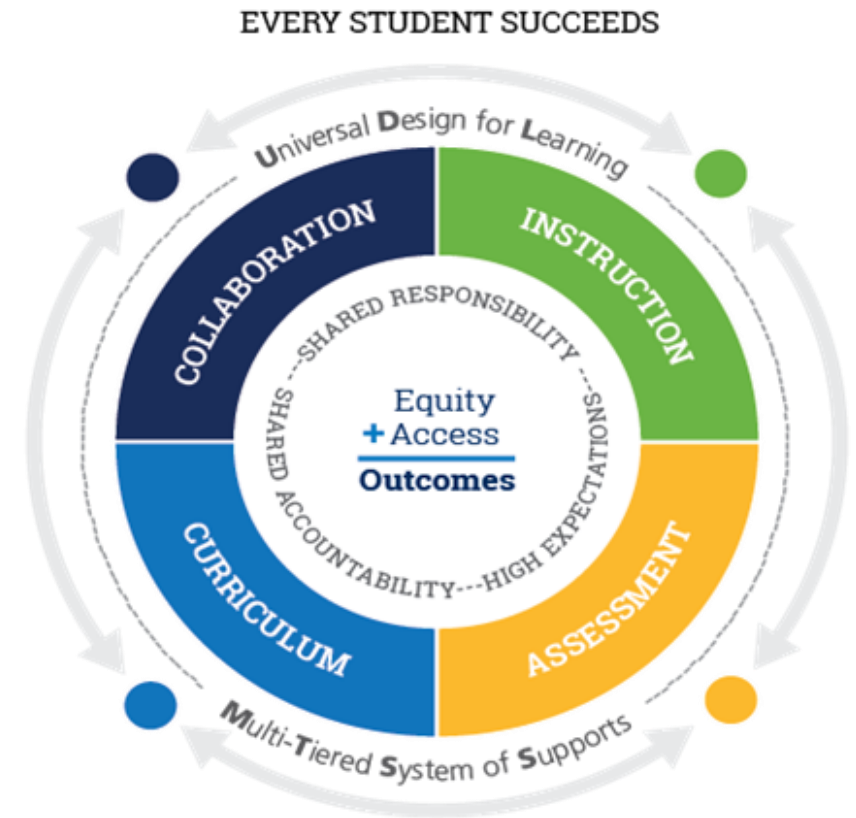 EVERY STUDENT SUCCEEDS
Universal Design for Learning
COLLABORATION
INSTRUCTION
SHARED RESPONSIBILITY ---
HIGH EXPECTATIONS
---
SHARED ACCOUNTABILITY
---
Equity
+ Access
Outcomes
CURRICULUM
ASSESSMENT
Multi-Tiered System of Supports